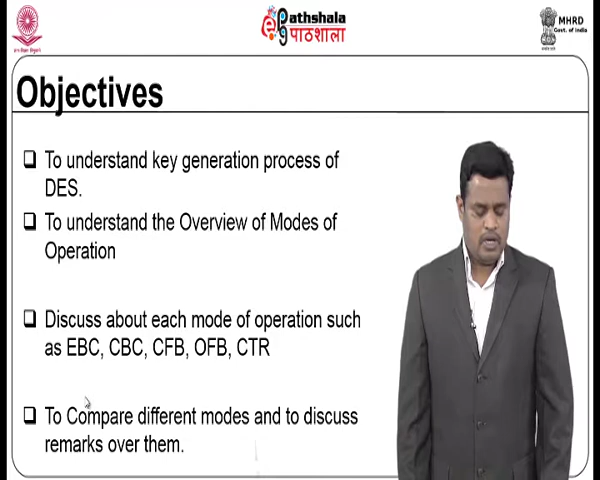 ePathshala
पाठशाला
MHRD
Govt. of India
Objectives
To understand key generation process of
DES.
To understand the Overview of Modes of
Operation
Discuss about each mode of operation such
as EBC, CBC, CFB, OFB, CTR
To Compare different modes and to discuss
remarks over them.